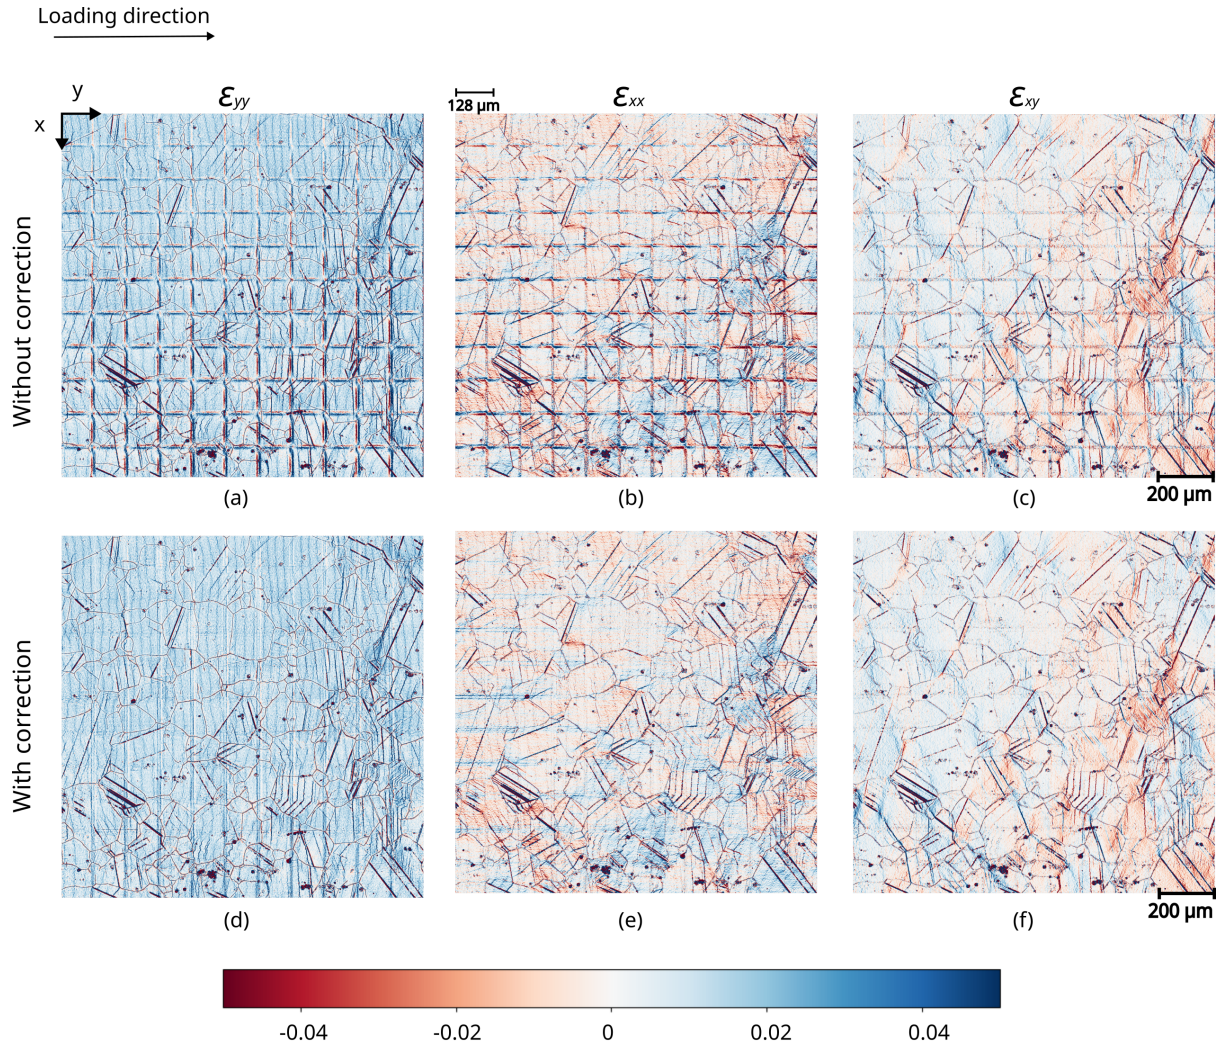 Loading direction
y
x
εyy
128 μm
εxx
εxy
Without correction
(a)
(b)
(c)
200 μm
With correction
(d)
(e)
(f)
200 μm
-0.04
-0.02
0
0.02
0.04